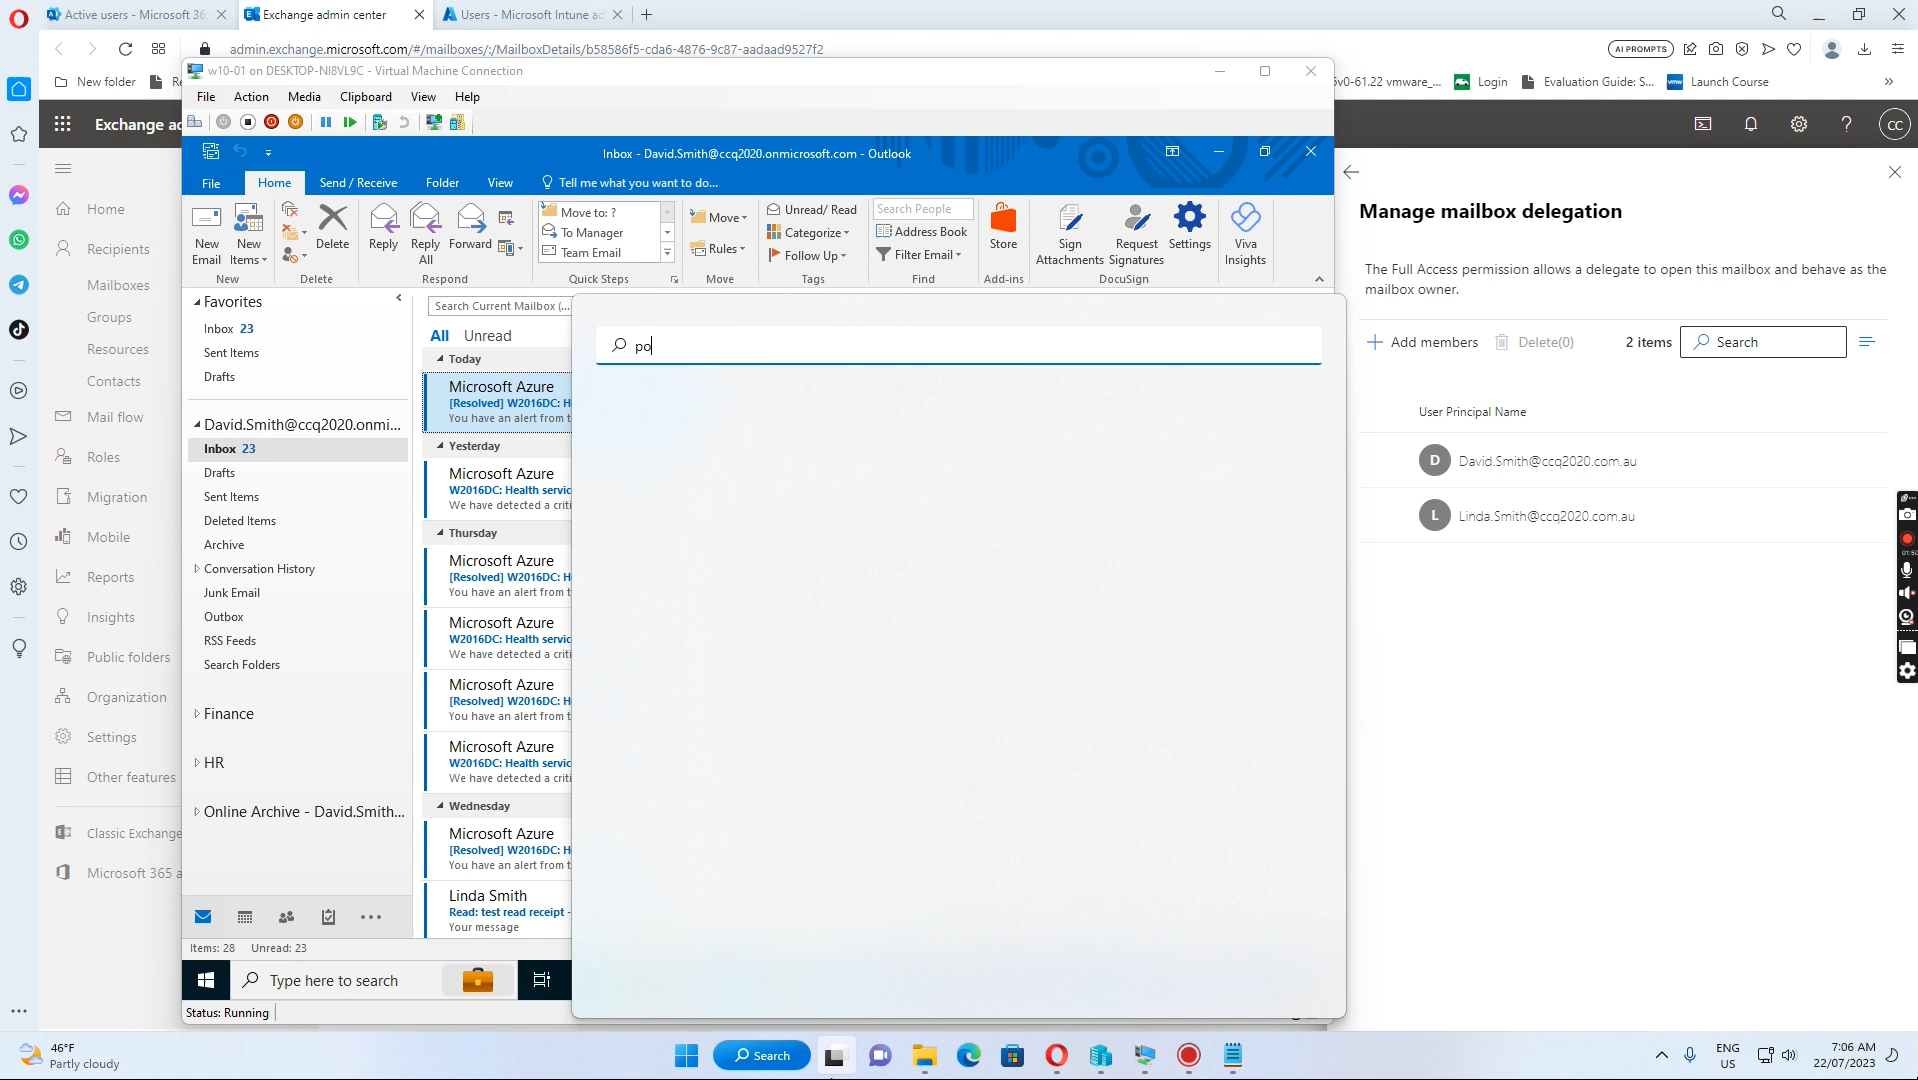 Active users - Microsoft 36
Exchange admin center
Users - Microsoft Intune ad
admin.exchange.microsoft.com/#/mailboxes/:/MailboxDetails/b58586f5-cda6-4876-9c87-aadaad9527f2
AI PROMPTS
New folder
w10-01 on DESKTOP-NI8VL9C - Virtual Machine Connection
5v0-61.22 vmware_...
Login
Evaluation Guide: S...
vmw
Launch Course
File
Action
Media
Clipboard
View
Help
Exchange ad
CC
Inbox - David.Smith@ccq2020.onmicrosoft.com - Outlook
File
Home
Send / Receive
Folder
View
Tell me what you want to do...
New Email
New Items
Delete
Reply
Reply All
Forward
Move to: ?
To Manager
Team Email
Move
Rules
Unread/ Read
Categorize
Follow Up
Search People
Address Book
Filter Email
Store
Sign Attachments
Request Signatures
Settings
Viva Insights
New
Delete
Respond
Quick Steps
Move
Tags
Find
Add-ins
DocuSign
Home
Recipients
Mailboxes
Groups
Resources
Contacts
Mail flow
Roles
Migration
Mobile
Reports
Insights
Public folders
Organization
Settings
Other features
Classic Exchange
Microsoft 365 a
Favorites
Inbox 23
Sent Items
Drafts
David.Smith@ccq2020.onmi...
Inbox 23
Drafts
Sent Items
Deleted Items
Archive
Conversation History
Junk Email
Outbox
RSS Feeds
Search Folders
Finance
HR
Online Archive - David.Smith...
Items: 28
Unread: 23
Search Current Mailbox (...
All Unread
Today
Microsoft Azure
[Resolved] W2016DC: H
You have an alert from t
Yesterday
Microsoft Azure
W2016DC: Health servic
We have detected a criti
Thursday
Microsoft Azure
[Resolved] W2016DC: H
You have an alert from t
Microsoft Azure
W2016DC: Health servic
We have detected a criti
Microsoft Azure
[Resolved] W2016DC: H
You have an alert from t
Microsoft Azure
W2016DC: Health servic
We have detected a criti
Wednesday
Microsoft Azure
[Resolved] W2016DC: H
You have an alert from t
Linda Smith
Read: test read receipt -
Your message
po
Type here to search
Status: Running
Manage mailbox delegation
The Full Access permission allows a delegate to open this mailbox and behave as the
mailbox owner.
Add members
Delete(0)
2 items
Search
User Principal Name
D
David.Smith@ccq2020.com.au
L
Linda.Smith@ccq2020.com.au
46°F
Partly cloudy
Search
ENG
US
7:06 AM
22/07/2023